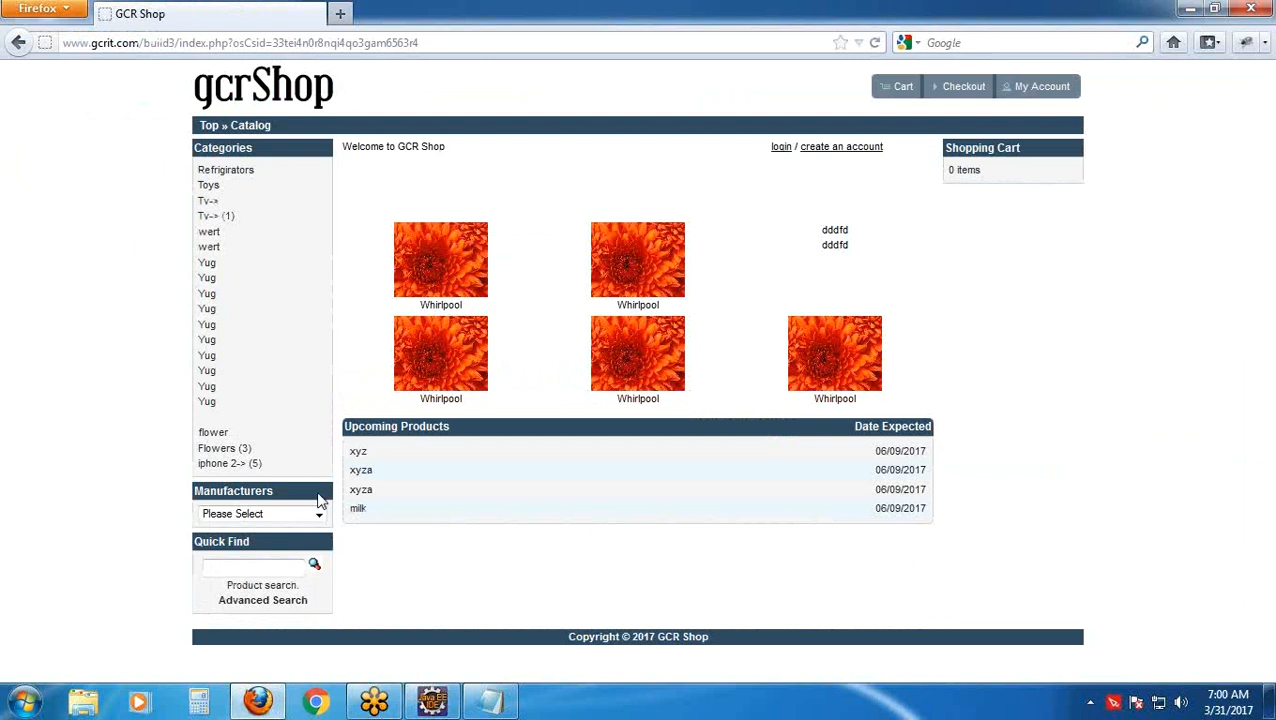 Firefox
GCR Shop
www.gcrit.com/buiid3/index.php?osCsid=33tei4n0r8nqi4qo3gam6563r4
Google
gcrShop
Cart
Checkout
My Account
Top » Catalog
Categories
Refrigirators
Toys
Tv->
Tv-> (1)
wert
wert
Yug
Yug
Yug
Yug
Yug
Yug
Yug
Yug
Yug
Yug
flower
Flowers (3)
iphone 2-> (5)
Manufacturers
Please Select
Quick Find
Product search.
Advanced Search
Welcome to GCR Shop
login / create an account
Whirlpool
Whirlpool
dddfd
dddfd
Whirlpool
Whirlpool
Whirlpool
Upcoming Products
Date Expected
xyz
06/09/2017
xyza
06/09/2017
xyza
06/09/2017
milk
06/09/2017
Shopping Cart
0 items
Copyright © 2017 GCR Shop
Java EE
IDE
7:00 AM
3/31/2017